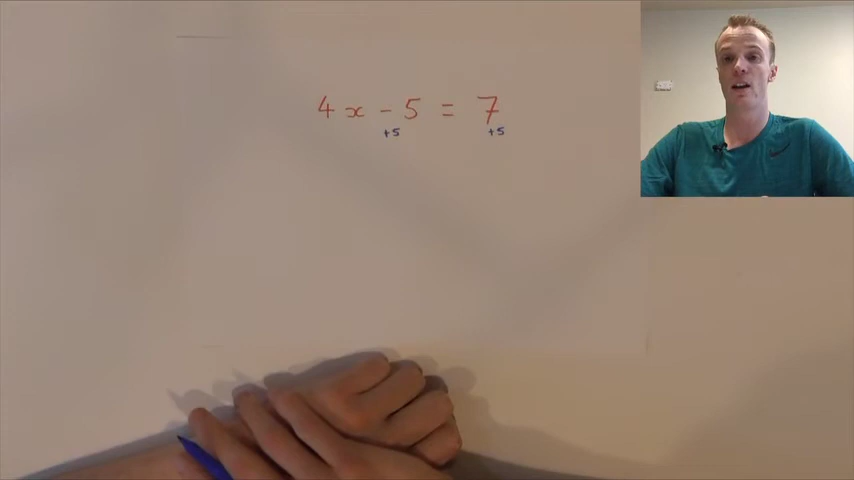 4x - 5 = 7
+5 +5